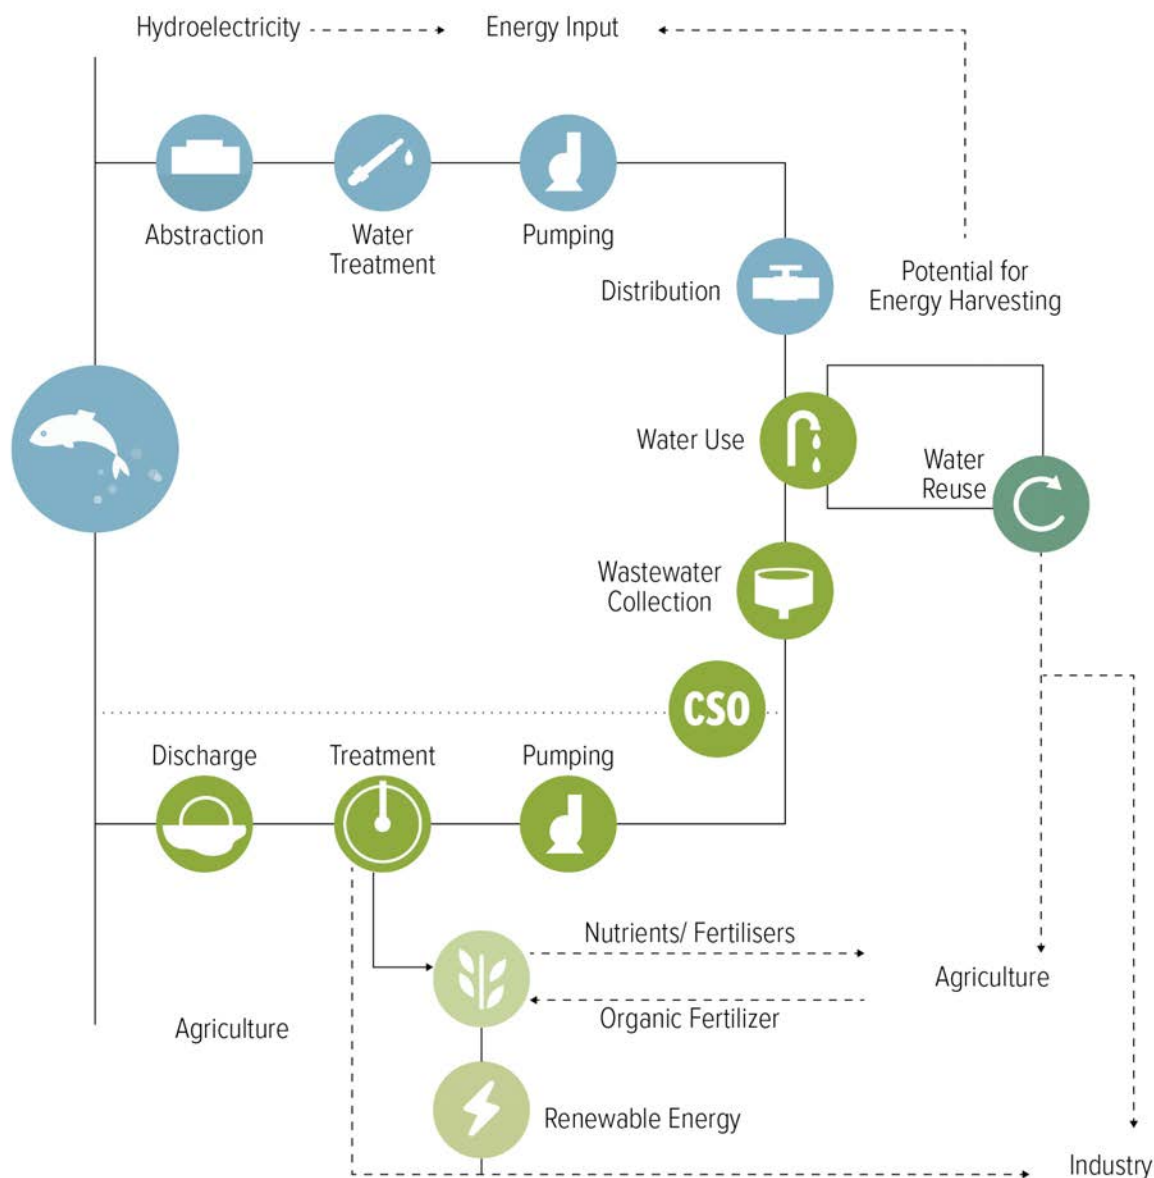 Hydroelectricity
Energy Input
Abstraction
Water
Treatment
Pumping
Distribution
Potential for
Energy Harvesting
Water Use
Water
Reuse
Wastewater
Collection
CSO
Discharge
Treatment
Pumping
Nutrients/ Fertilisers
Agriculture
Organic Fertilizer
Agriculture
Renewable Energy
Industry